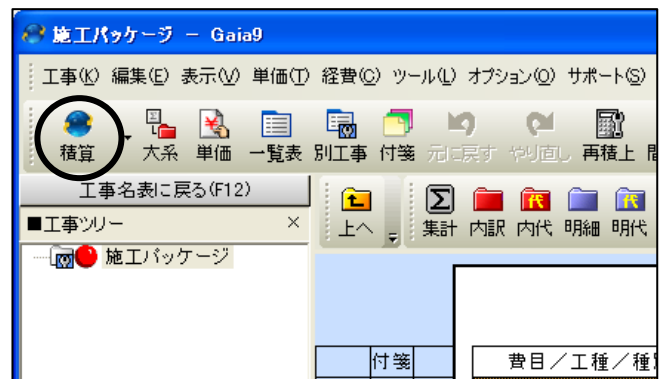 施工パッケージ － Gaia9
工事(K) 編集(E) 表示(V) 単価(T) 経費(C) ツール(L) オプション(O) サポート(S)
積算 大系 単価 一覧表 別工事 付箋 元に戻す やり直し 再積上
工事名表に戻る(F12)
上へ 集計 内訳 内代 明細 明代
■工事ツリー ×
施工パッケージ
付箋 費目／工種／種別